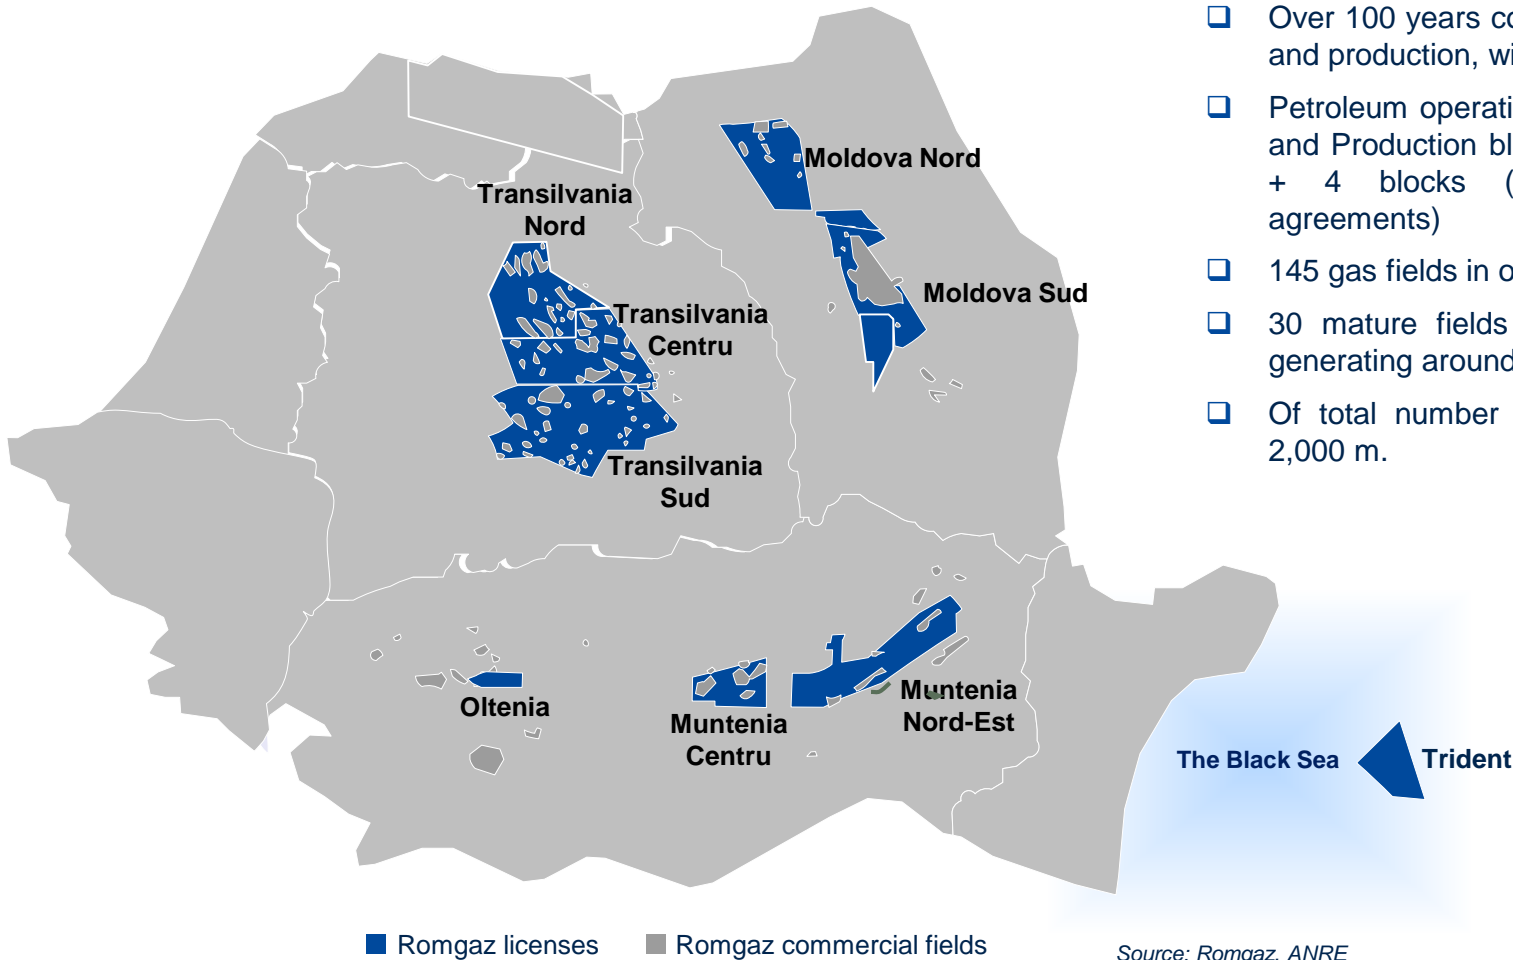 Over 100 years
and production,
Petroleum
and Production
+ 4 blocks (
agreements)
145 gas fields in
30 mature fields
generating around
Of total number
2,000 m.
Moldova Nord
Transilvania
Nord
Moldova Sud
Transilvania
Centru
Transilvania
Sud
Oltenia
Muntenia
Centru
Muntenia
Nord-Est
The Black Sea
Trident
Romgaz licenses
Romgaz commercial fields
Source: Romgaz, ANRE